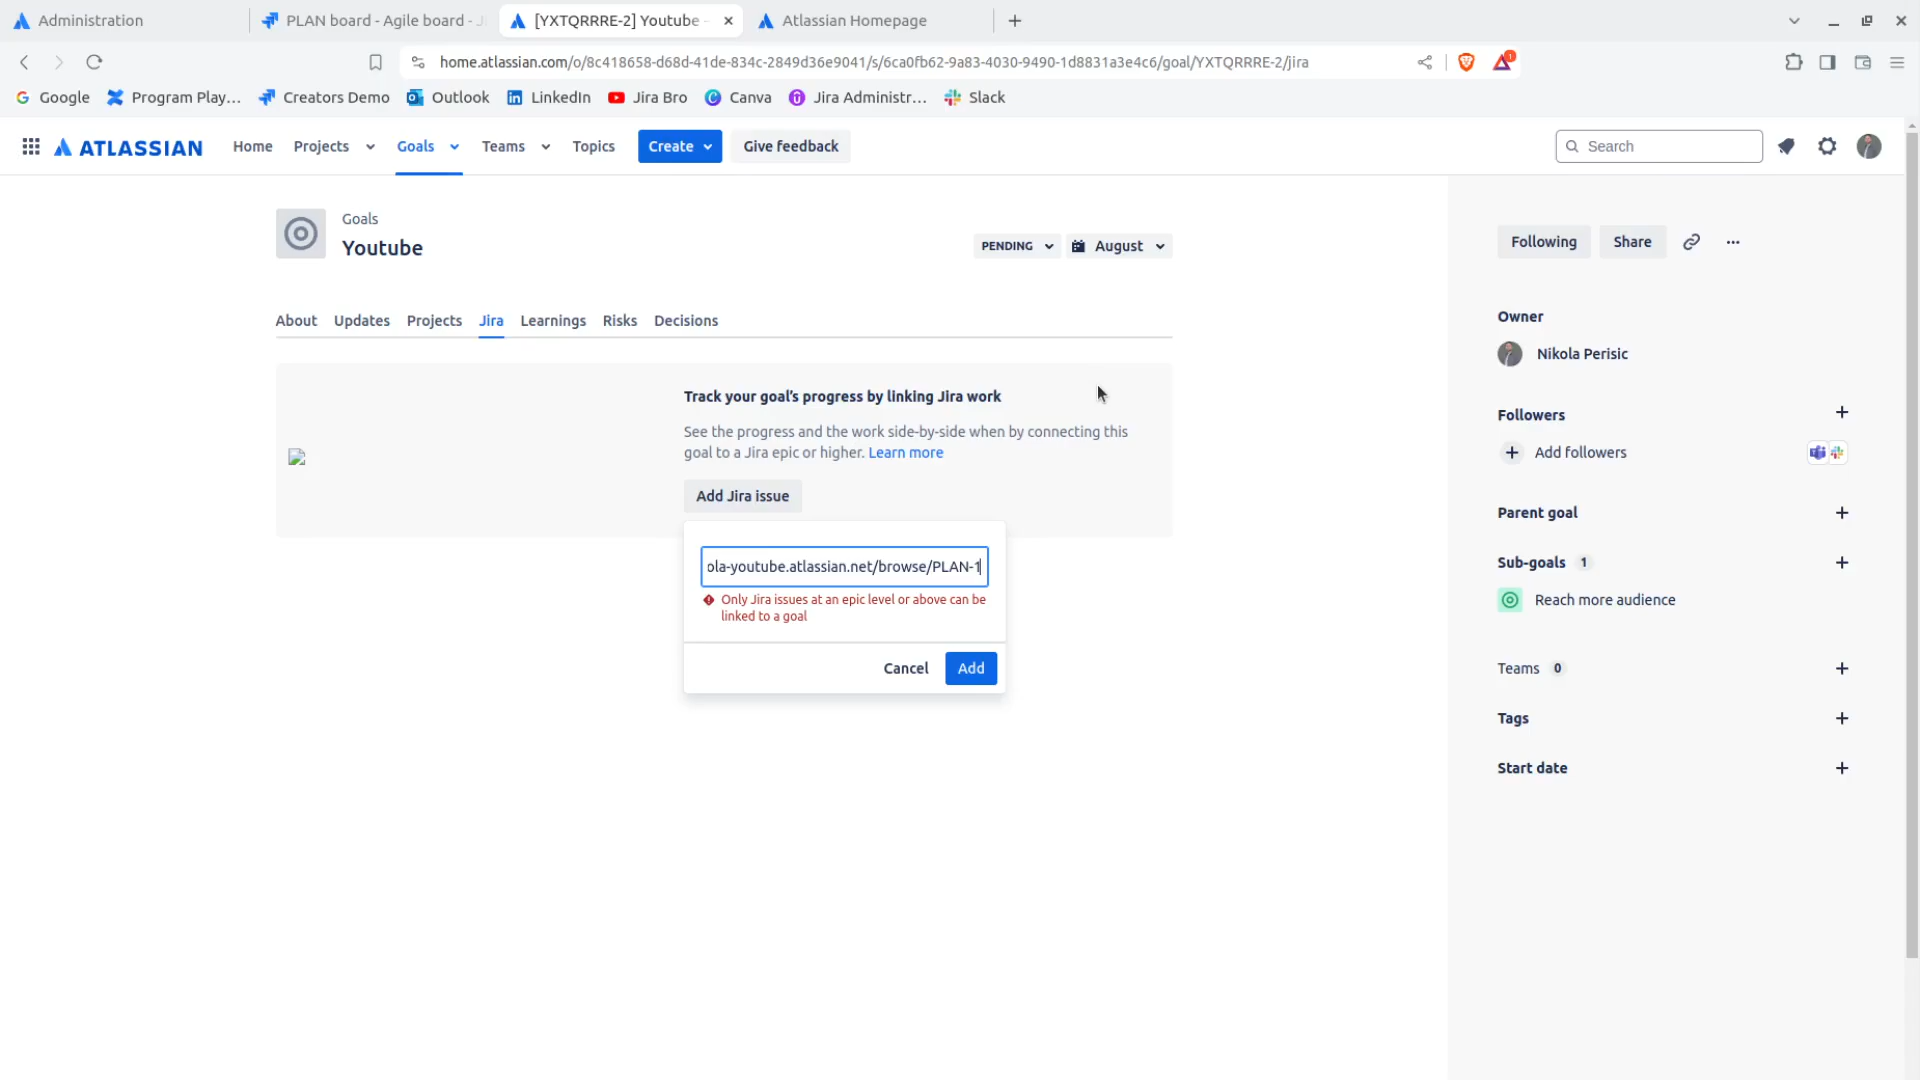 Administration
PLAN board - Agile board - J
[YXTQRRRE-2] Youtube -
Atlassian Homepage
home.atlassian.com/o/8c418658-d68d-41de-834c-2849d36e9041/s/6ca0fb62-9a83-4030-9490-1d8831a3e4c6/goal/YXTQRRRE-2/jira
1
Google
Program Play...
Creators Demo
Outlook
LinkedIn
Jira Bro
Canva
Jira Administr...
Slack
ATLASSIAN
Home
Projects
Goals
Teams
Topics
Create
Give feedback
Search
Goals
Youtube
PENDING
August
Following
Share
About
Updates
Projects
Jira
Learnings
Risks
Decisions
Track your goal's progress by linking Jira work
See the progress and the work side-by-side when by connecting this
goal to a Jira epic or higher. Learn more
Add Jira issue
ola-youtube.atlassian.net/browse/PLAN-1
Only Jira issues at an epic level or above can be
linked to a goal
Cancel
Add
Owner
Nikola Perisic
Followers
Add followers
Parent goal
Sub-goals 1
Reach more audience
Teams 0
Tags
Start date